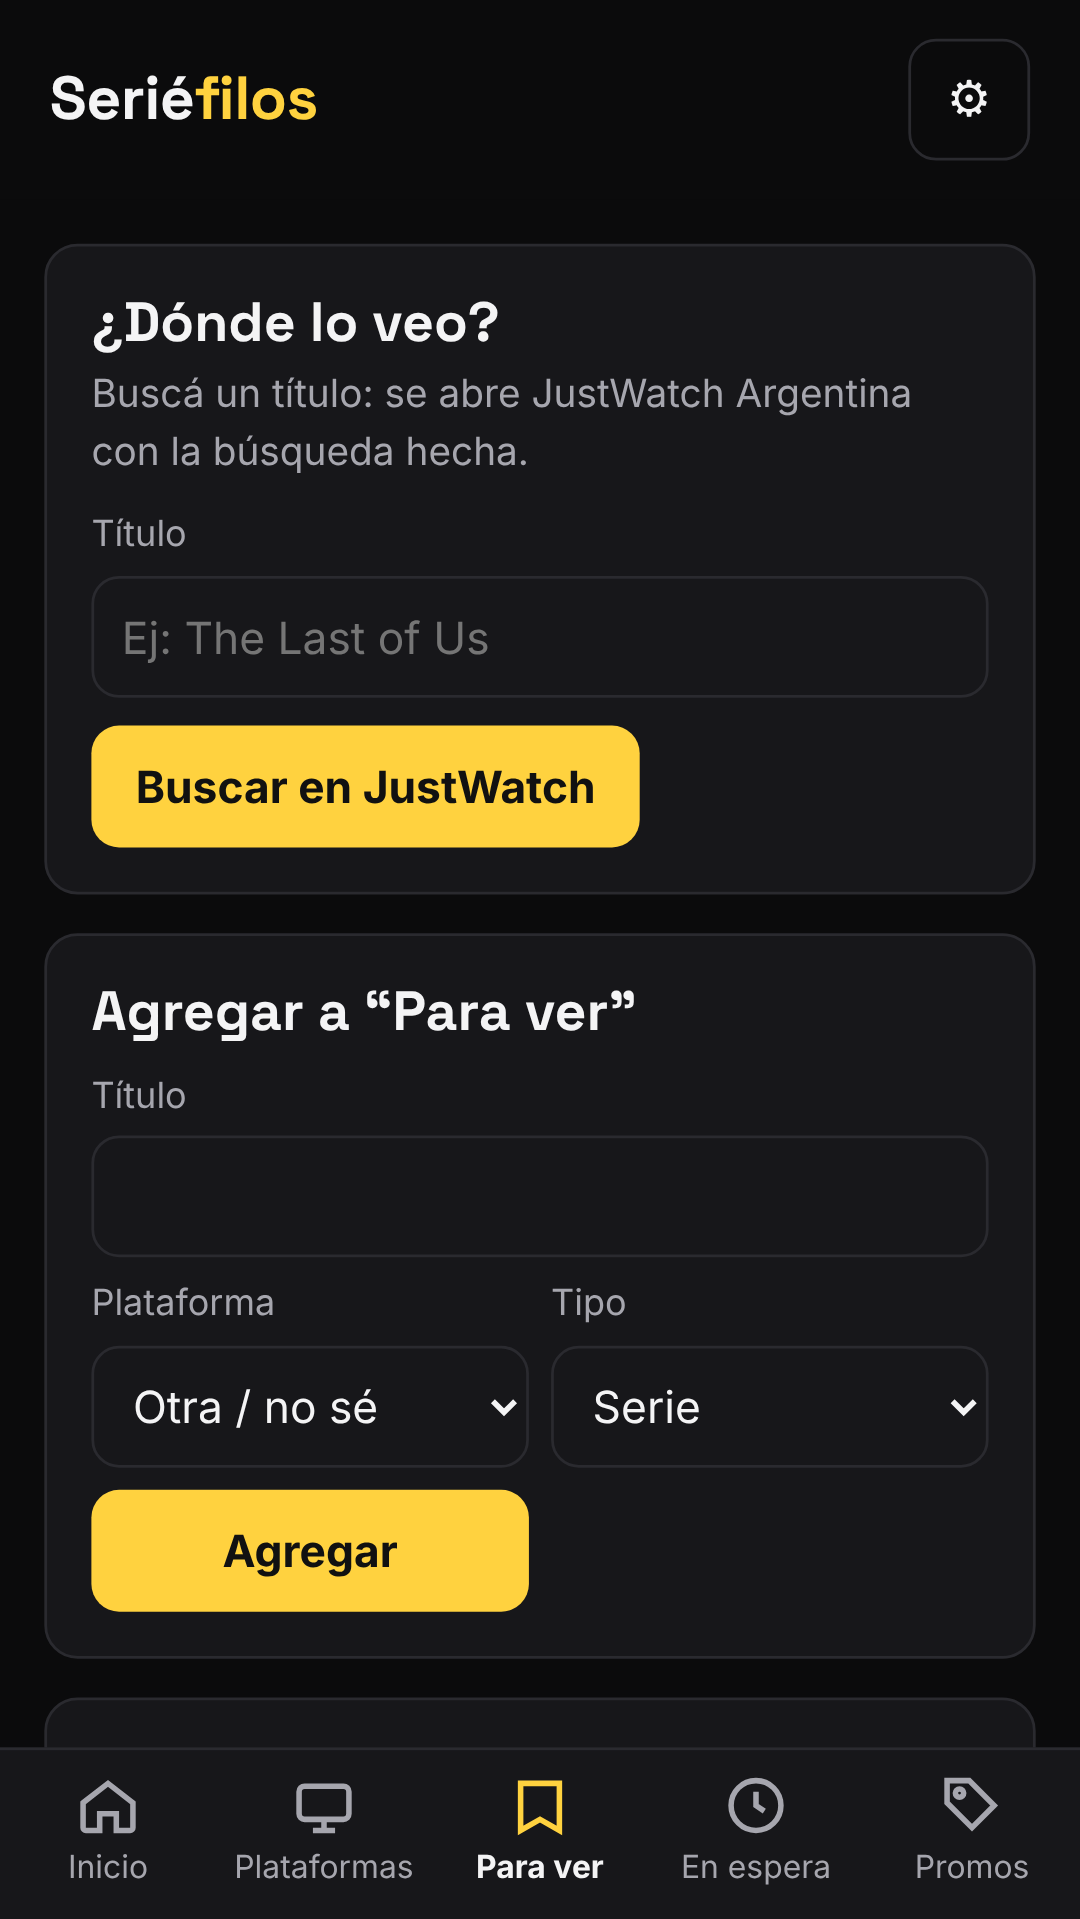 Seriéfilos
¿Dónde lo veo?
Buscá un título: se abre JustWatch Argentina
con la búsqueda hecha.
Título
Ej: The Last of Us
Buscar en JustWatch
Agregar a “Para ver”
Título
Plataforma Tipo
Otra / no sé Serie
Agregar
Inicio Plataformas Para ver En espera Promos